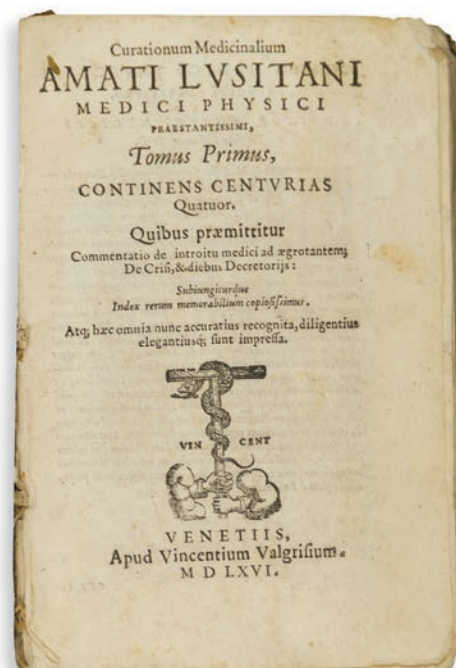 Curationum Medicinalium
AMATI LVSITANI
MEDICI PHYSICI
PRAESTANTISSIMI,
Tomus Primus,
CONTINENS CENTVRIAS
Quatuor.
Quibus præmittitur
Commentatio de introitu medici ad ægrotantem;
De Crisi, & diebus Decretorijs:
Subiungiturque
Index rerum memorabilium copiosissimus.
Atq; hæc omnia nunc accuratius recognita, diligentius
elegantiusq; sunt impressa.
VIN CENT
VENETIIS,
Apud Vincentium Valgrisium.
M D LXVI.